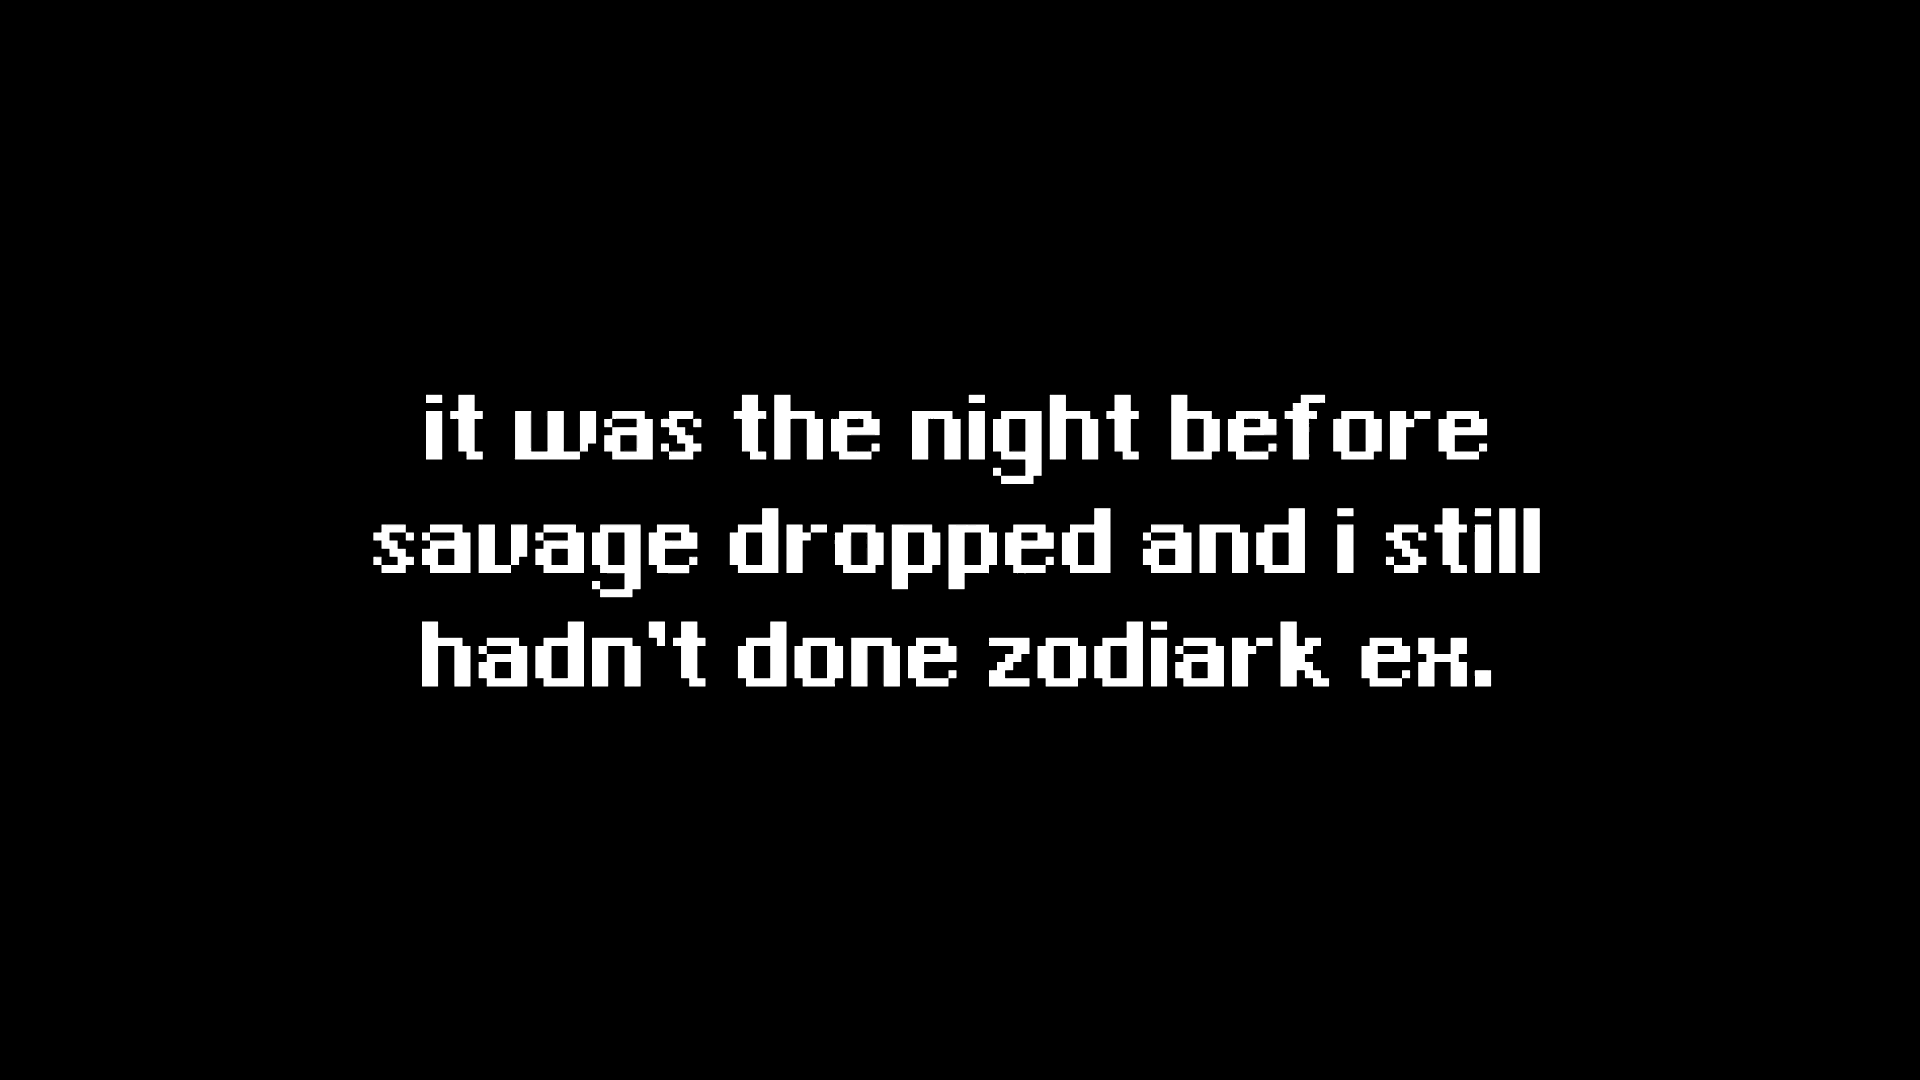 it was the night before
savage dropped and i still
hadn't done zodiark ex.